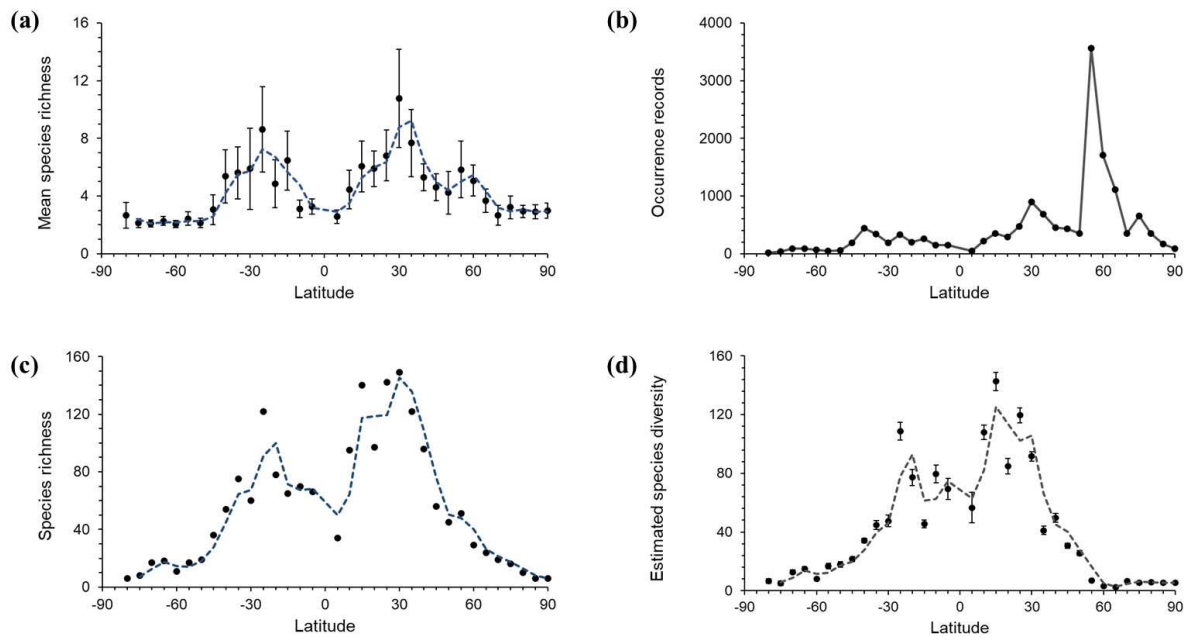 (a)
Mean species richness
16
12
8
4
0
-90 -60 -30 0 30 60 90
Latitude
(b)
Occurrence records
4000
3000
2000
1000
0
-90 -60 -30 0 30 60 90
Latitude
(c)
Species richness
160
120
80
40
0
-90 -60 -30 0 30 60 90
Latitude
(d)
Estimated species diversity
160
120
80
40
0
-90 -60 -30 0 30 60 90
Latitude